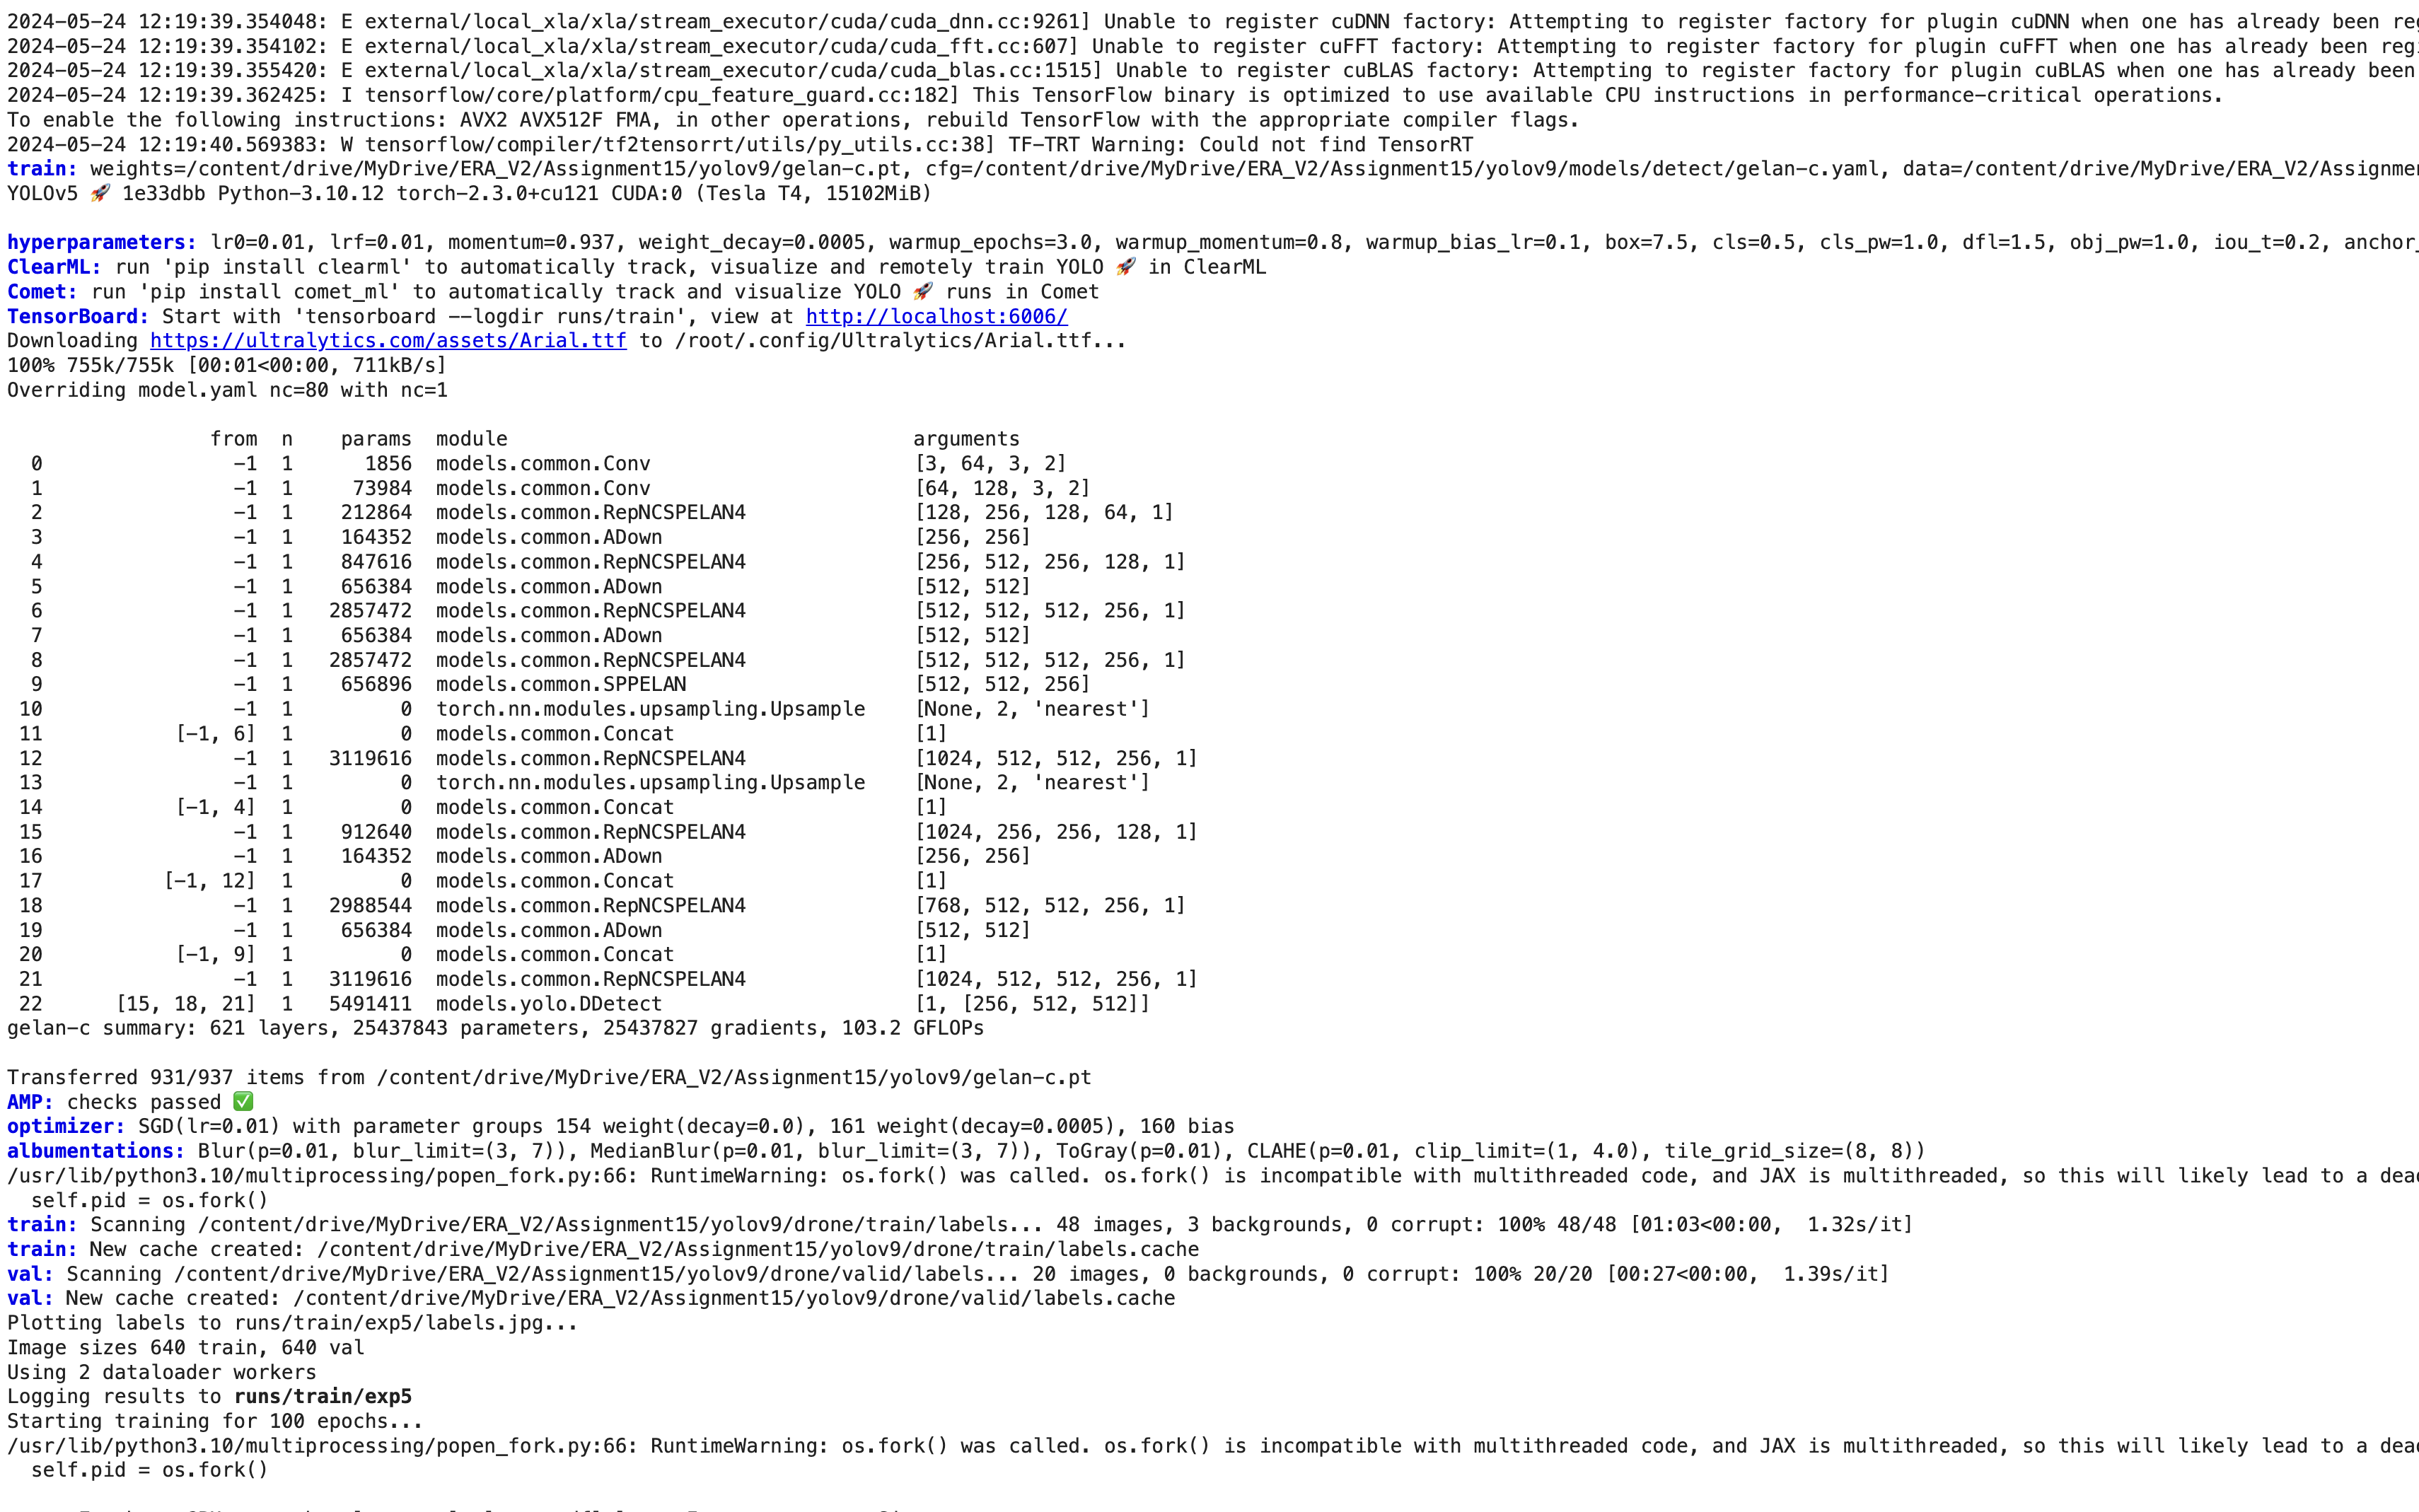 2024-05-24 12:19:39.354048: E external/local_xla/xla/stream_executor/cuda/cuda_dnn.cc:9261] Unable to register cuDNN factory: Attempting to register factory for plugin cuDNN when one has already been
2024-05-24 12:19:39.354102: E external/local_xla/xla/stream_executor/cuda/cuda_fft.cc:607] Unable to register cuFFT factory: Attempting to register factory for plugin cuFFT when one has already been
2024-05-24 12:19:39.355420: E external/local_xla/xla/stream_executor/cuda/cuda_blas.cc:1515] Unable to register cuBLAS factory: Attempting to register factory for plugin cuBLAS when one has already been
2024-05-24 12:19:39.362425: I tensorflow/core/platform/cpu_feature_guard.cc:182] This TensorFlow binary is optimized to use available CPU instructions in performance-critical operations.
To enable the following instructions: AVX2 AVX512F FMA, in other operations, rebuild TensorFlow with the appropriate compiler flags.
2024-05-24 12:19:40.569383: W tensorflow/compiler/tf2tensorrt/utils/py_utils.cc:38] TF-TRT Warning: Could not find TensorRT
train: weights=/content/drive/MyDrive/ERA_V2/Assignment15/yolov9/gelan-c.pt, cfg=/content/drive/MyDrive/ERA_V2/Assignment15/yolov9/models/detect/gelan-c.yaml, data=/content/drive/MyDrive/ERA_V2/Assignme
YOLOv5 🚀 1e33dbb Python-3.10.12 torch-2.3.0+cu121 CUDA:0 (Tesla T4, 15102MiB)
hyperparameters: lr0=0.01, lrf=0.01, momentum=0.937, weight_decay=0.0005, warmup_epochs=3.0, warmup_momentum=0.8, warmup_bias_lr=0.1, box=7.5, cls=0.5, cls_pw=1.0, dfl=1.5, obj_pw=1.0, iou_t=0.2, anchor_
ClearML: run 'pip install clearml' to automatically track, visualize and remotely train YOLO 🚀 in ClearML
Comet: run 'pip install comet_ml' to automatically track and visualize YOLO 🚀 runs in Comet
TensorBoard: Start with 'tensorboard --logdir runs/train', view at http://localhost:6006/
Downloading https://ultralytics.com/assets/Arial.ttf to /root/.config/Ultralytics/Arial.ttf...
100% 755k/755k [00:01<00:00, 711kB/s]
Overriding model.yaml nc=80 with nc=1
from n params module arguments
0 -1 1 1856 models.common.Conv [3, 64, 3, 2]
1 -1 1 73984 models.common.Conv [64, 128, 3, 2]
2 -1 1 212864 models.common.RepNCSPELAN4 [128, 256, 128, 64, 1]
3 -1 1 164352 models.common.ADown [256, 256]
4 -1 1 847616 models.common.RepNCSPELAN4 [256, 512, 256, 128, 1]
5 -1 1 656384 models.common.ADown [512, 512]
6 -1 1 2857472 models.common.RepNCSPELAN4 [512, 512, 512, 256, 1]
7 -1 1 656384 models.common.ADown [512, 512]
8 -1 1 2857472 models.common.RepNCSPELAN4 [512, 512, 512, 256, 1]
9 -1 1 656896 models.common.SPPELAN [512, 512, 256]
10 -1 1 0 torch.nn.modules.upsampling.Upsample [None, 2, 'nearest']
11 [-1, 6] 1 0 models.common.Concat [1]
12 -1 1 3119616 models.common.RepNCSPELAN4 [1024, 512, 512, 256, 1]
13 -1 1 0 torch.nn.modules.upsampling.Upsample [None, 2, 'nearest']
14 [-1, 4] 1 0 models.common.Concat [1]
15 -1 1 912640 models.common.RepNCSPELAN4 [1024, 256, 256, 128, 1]
16 -1 1 164352 models.common.ADown [256, 256]
17 [-1, 12] 1 0 models.common.Concat [1]
18 -1 1 2988544 models.common.RepNCSPELAN4 [768, 512, 512, 256, 1]
19 -1 1 656384 models.common.ADown [512, 512]
20 [-1, 9] 1 0 models.common.Concat [1]
21 -1 1 3119616 models.common.RepNCSPELAN4 [1024, 512, 512, 256, 1]
22 [15, 18, 21] 1 5491411 models.yolo.DDetect [1, [256, 512, 512]]
gelan-c summary: 621 layers, 25437843 parameters, 25437827 gradients, 103.2 GFLOPs
Transferred 931/937 items from /content/drive/MyDrive/ERA_V2/Assignment15/yolov9/gelan-c.pt
AMP: checks passed ✅
optimizer: SGD(lr=0.01) with parameter groups 154 weight(decay=0.0), 161 weight(decay=0.0005), 160 bias
albumentations: Blur(p=0.01, blur_limit=(3, 7)), MedianBlur(p=0.01, blur_limit=(3, 7)), ToGray(p=0.01), CLAHE(p=0.01, clip_limit=(1, 4.0), tile_grid_size=(8, 8))
/usr/lib/python3.10/multiprocessing/popen_fork.py:66: RuntimeWarning: os.fork() was called. os.fork() is incompatible with multithreaded code, and JAX is multithreaded, so this will likely lead to a
self.pid = os.fork()
train: Scanning /content/drive/MyDrive/ERA_V2/Assignment15/yolov9/drone/train/labels... 48 images, 3 backgrounds, 0 corrupt: 100% 48/48 [01:03<00:00, 1.32s/it]
train: New cache created: /content/drive/MyDrive/ERA_V2/Assignment15/yolov9/drone/train/labels.cache
val: Scanning /content/drive/MyDrive/ERA_V2/Assignment15/yolov9/drone/valid/labels... 20 images, 0 backgrounds, 0 corrupt: 100% 20/20 [00:27<00:00, 1.39s/it]
val: New cache created: /content/drive/MyDrive/ERA_V2/Assignment15/yolov9/drone/valid/labels.cache
Plotting labels to runs/train/exp5/labels.jpg...
Image sizes 640 train, 640 val
Using 2 dataloader workers
Logging results to runs/train/exp5
Starting training for 100 epochs...
/usr/lib/python3.10/multiprocessing/popen_fork.py:66: RuntimeWarning: os.fork() was called. os.fork() is incompatible with multithreaded code, and JAX is multithreaded, so this will likely lead to a
self.pid = os.fork()